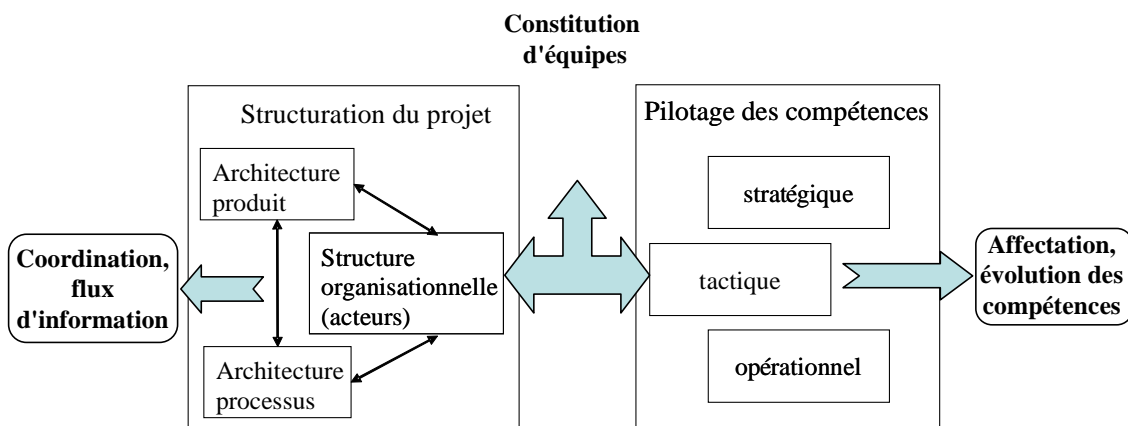 Constitution
d'équipes
Structuration du projet
Architecture
produit
Structure
organisationnelle
(acteurs)
Architecture
processus
Coordination,
flux
d'information
Pilotage des compétences
stratégique
tactique
opérationnel
Affectation,
évolution des
compétences